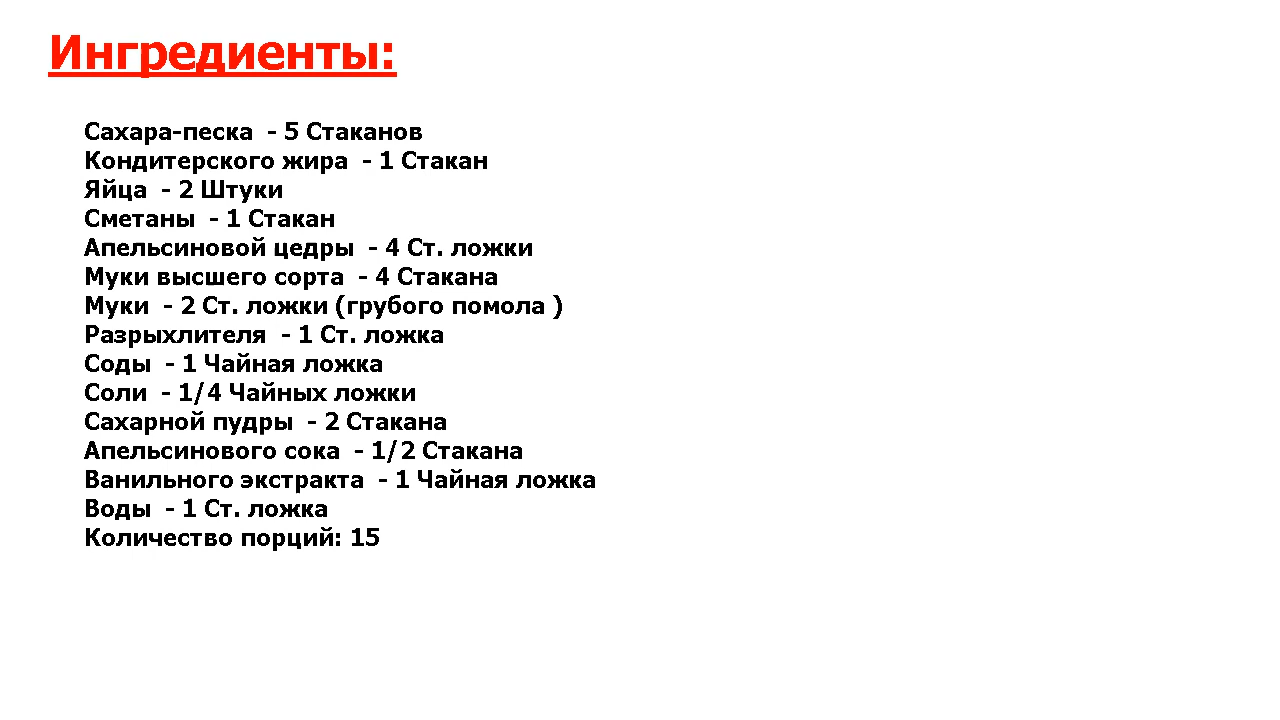 Ингредиенты:
Сахара-песка - 5 Стаканов
Кондитерского жира - 1 Стакан
Яйца - 2 Штуки
Сметаны - 1 Стакан
Апельсиновой цедры - 4 Ст. ложки
Муки высшего сорта - 4 Стакана
Муки - 2 Ст. ложки (грубого помола )
Разрыхлителя - 1 Ст. ложка
Соды - 1 Чайная ложка
Соли - 1/4 Чайных ложки
Сахарной пудры - 2 Стакана
Апельсинового сока - 1/2 Стакана
Ванильного экстракта - 1 Чайная ложка
Воды - 1 Ст. ложка
Количество порций: 15